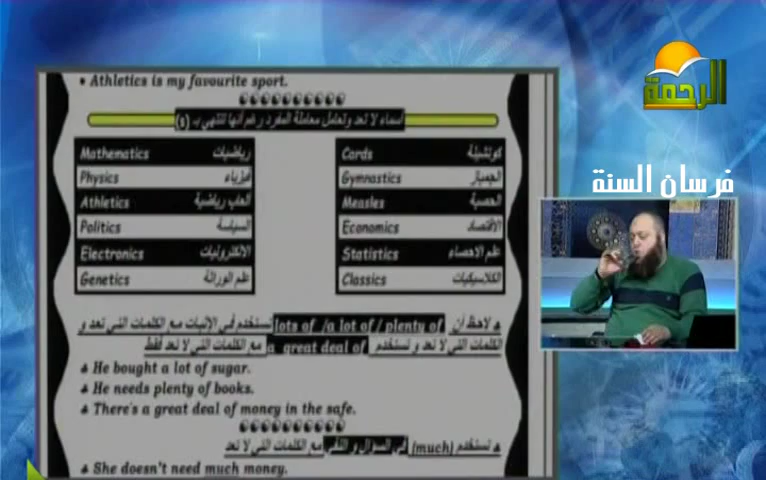 • Athletics is my favourite sport.
أسماء لا تعد وتعامل معاملة المفرد رغم أنها تنتهي بـ (s)
Mathematics رياضيات
Physics فيزياء
Athletics ألعاب رياضية
Politics السياسة
Electronics الالكترونيات
Genetics علم الوراثة
Cards كوتشينة
Gymnastics الجمباز
Measles الحصبة
Economics الاقتصاد
Statistics علم الاحصاء
Classics الكلاسيكيات
لاحظ أن lots of /a lot of / plenty of تستخدم في الاثبات مع الكلمات التي تعد و
الكلمات التي لا تعد و تستخدم a great deal of مع الكلمات التي لا تعد فقط
He bought a lot of sugar.
He needs plenty of books.
There's a great deal of money in the safe.
تستخدم (much) في السؤال و النفي مع الكلمات التي لا تعد
She doesn't need much money.
الرحمة
فرسان السنة